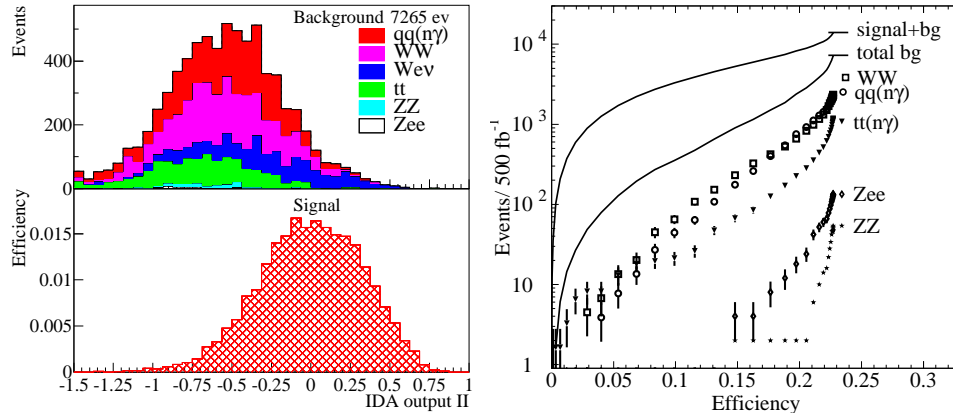 Background 7265 ev
qq(nγ)
WW
Weν
tt
ZZ
Zee
Events
400
200
0
Signal
Efficiency
0.015
0.01
0.005
0
-1.5 -1.25 -1 -0.75 -0.5 -0.25 0 0.25 0.5 0.75 1
IDA output II
Events/ 500 fb⁻¹
10⁴
10³
10²
10
1
signal+bg
total bg
WW
qq(nγ)
tt(nγ)
Zee
ZZ
0 0.05 0.1 0.15 0.2 0.25 0.3
Efficiency